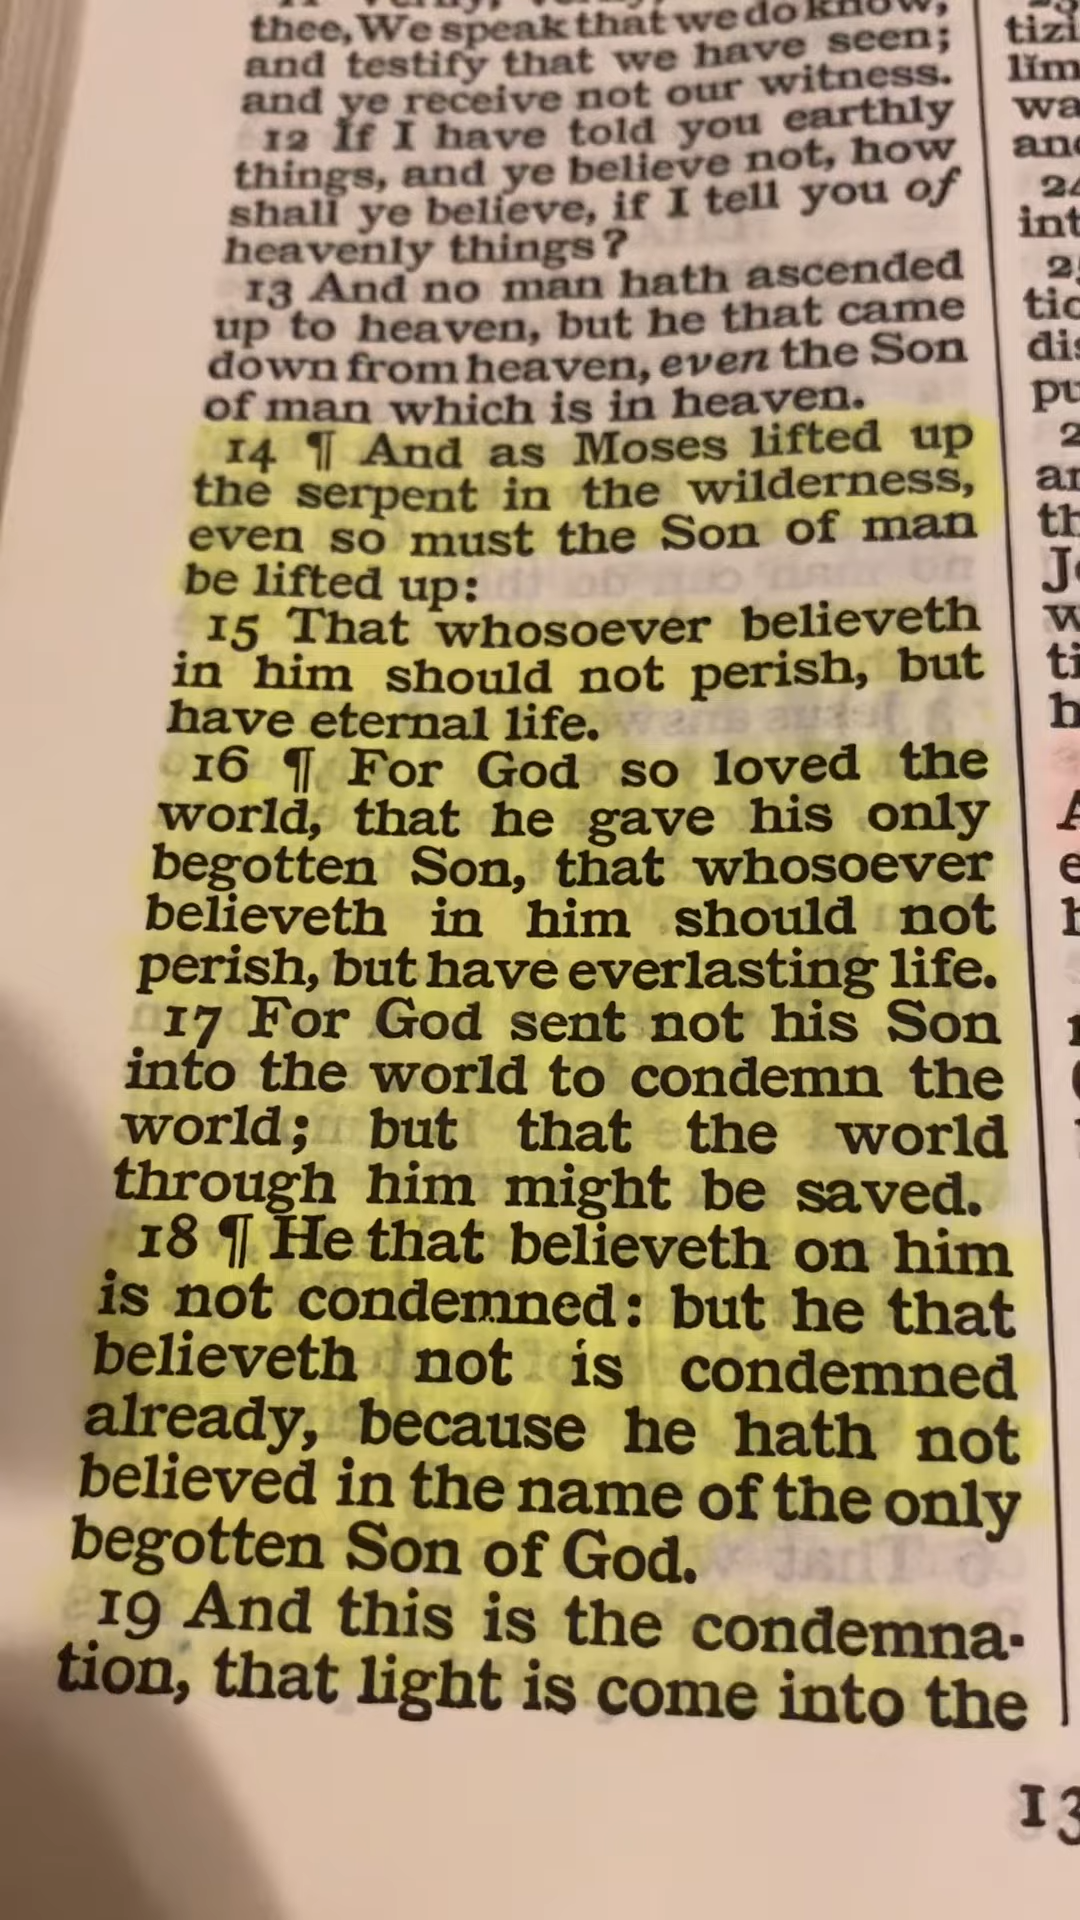 thee, We speak that we do know,
and testify that we have seen;
and ye receive not our witness.
12 If I have told you earthly
things, and ye believe not, how
shall ye believe, if I tell you of
heavenly things?
13 And no man hath ascended
up to heaven, but he that came
down from heaven, even the Son
of man which is in heaven.
14 ¶ And as Moses lifted up
the serpent in the wilderness,
even so must the Son of man
be lifted up:
15 That whosoever believeth
in him should not perish, but
have eternal life.
16 ¶ For God so loved the
world, that he gave his only
begotten Son, that whosoever
believeth in him should not
perish, but have everlasting life.
17 For God sent not his Son
into the world to condemn the
world; but that the world
through him might be saved.
18 ¶ He that believeth on him
is not condemned: but he that
believeth not is condemned
already, because he hath not
believed in the name of the only
begotten Son of God.
19 And this is the condemna-
tion, that light is come into the